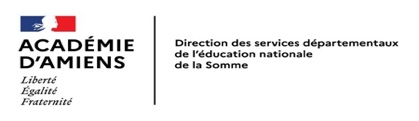 ACADÉMIE
D'AMIENS
Liberté
Égalité
Fraternité
Direction des services départementaux
de l'éducation nationale
de la Somme